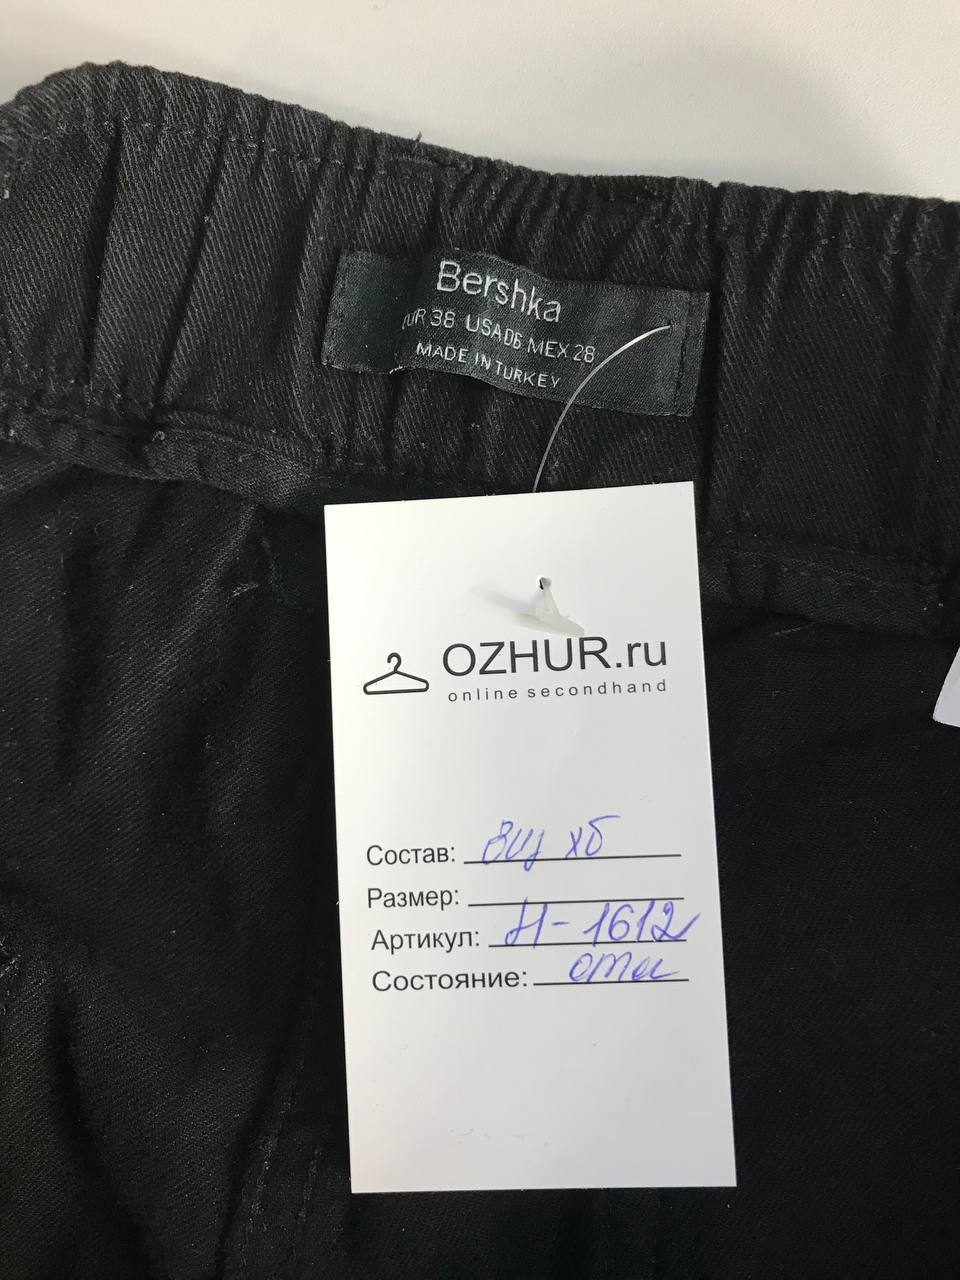 Bershka
EUR 38 USA 06 MEX 28
MADE IN TURKEY
OZHUR.ru
online secondhand
Состав: Виз хб
Размер:
Артикул: H-1612
Состояние: отл